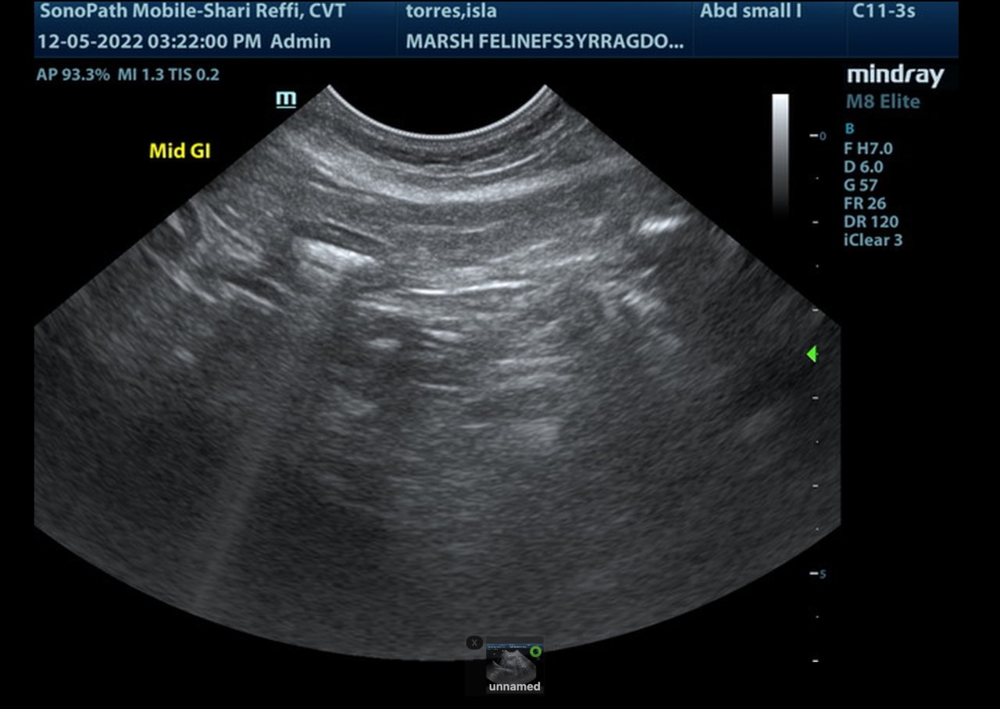 SonoPath Mobile-Shari Reffi, CVT torres,isla Abd small I C11-3s
12-05-2022 03:22:00 PM Admin MARSH FELINEFS3YRRAGDO...
AP 93.3% MI 1.3 TIS 0.2
mindray
m
M8 Elite
B
Mid GI
F H7.0
D 6.0
G 57
FR 26
DR 120
iClear 3
0
5
X
unnamed